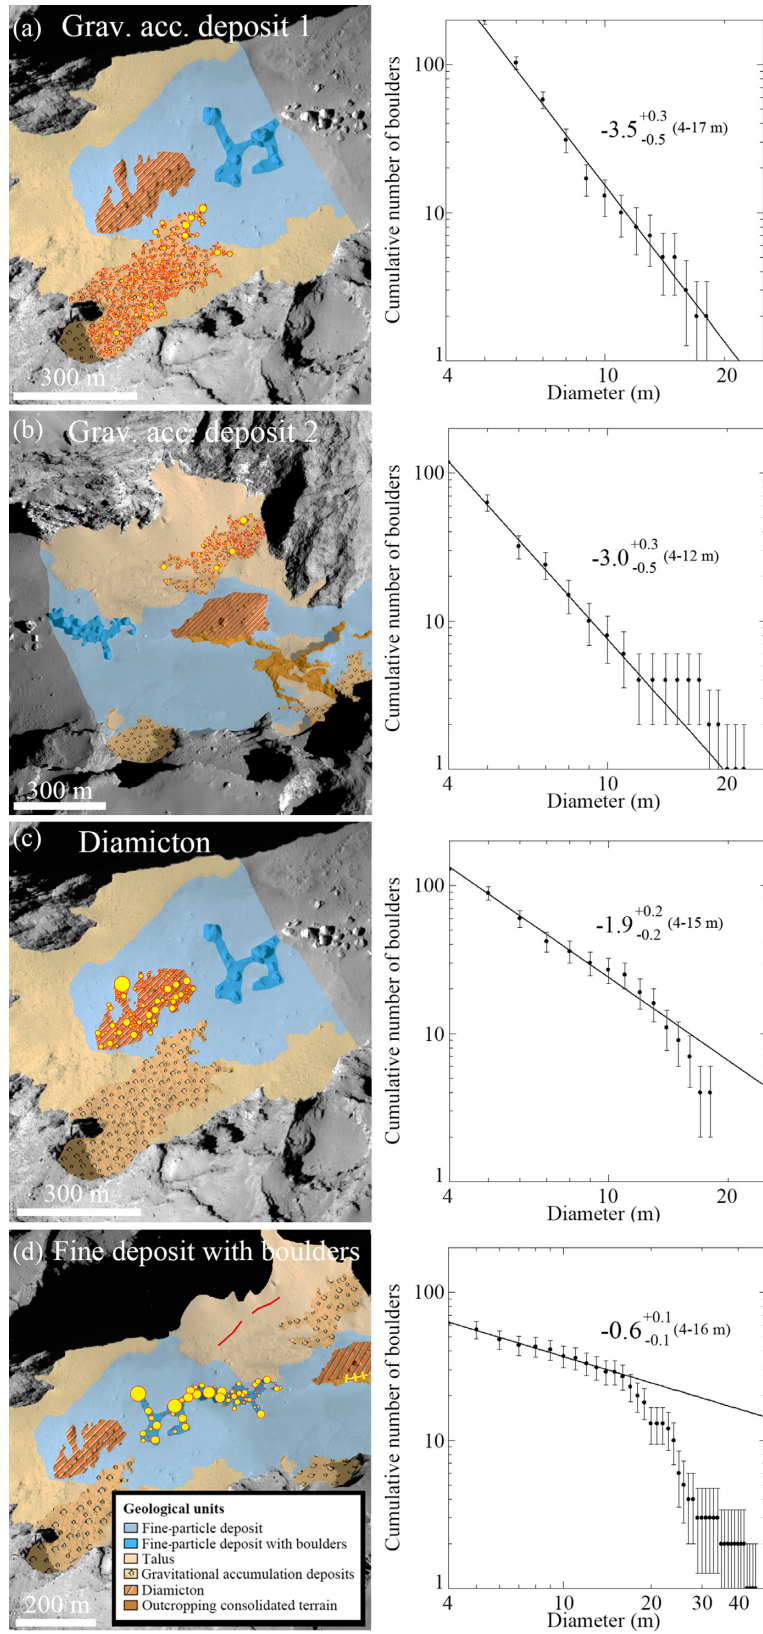 (a) Grav. acc. deposit 1
300 m
Cumulative number of boulders
100
10
1
-3.5 +0.3 -0.5 (4-17 m)
4 10 20
Diameter (m)
(b) Grav. acc. deposit 2
300 m
Cumulative number of boulders
100
10
1
-3.0 +0.3 -0.5 (4-12 m)
4 10 20
Diameter (m)
(c) Diamicton
300 m
Cumulative number of boulders
100
10
1
-1.9 +0.2 -0.2 (4-15 m)
4 10 20
Diameter (m)
(d) Fine deposit with boulders
200 m
Geological units
Fine-particle deposit
Fine-particle deposit with boulders
Talus
Gravitational accumulation deposits
Diamicton
Outcropping consolidated terrain
Cumulative number of boulders
100
10
1
-0.6 +0.1 -0.1 (4-16 m)
4 10 20 30 40
Diameter (m)